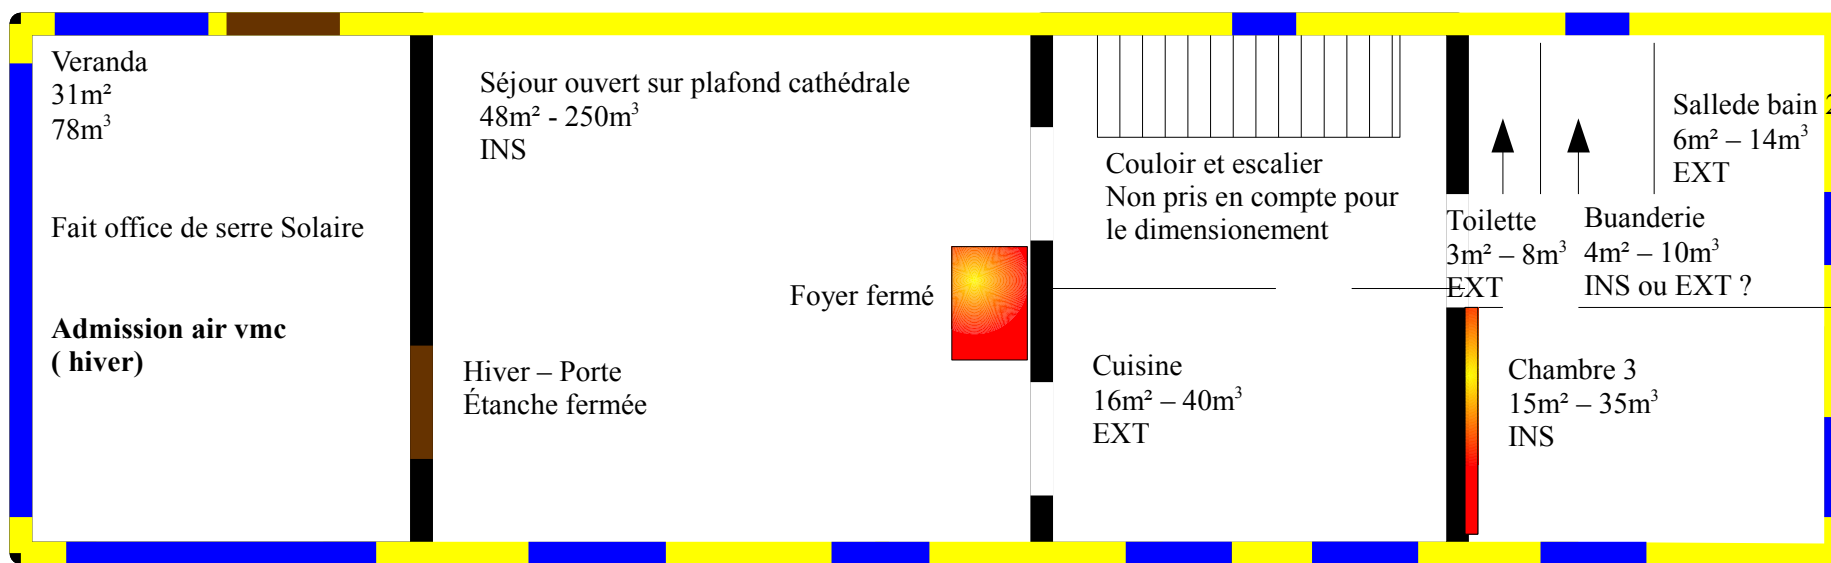 Veranda
31m²
78m³
Fait office de serre Solaire
Admission air vmc
( hiver)
Séjour ouvert sur plafond cathédrale
48m² - 250m³
INS
Foyer fermé
Hiver – Porte
Étanche fermée
Couloir et escalier
Non pris en compte pour
le dimensionement
Cuisine
16m² – 40m³
EXT
Toilette
3m² – 8m³
EXT
Buanderie
4m² – 10m³
INS ou EXT ?
Sallede bain 2
6m² – 14m³
EXT
Chambre 3
15m² – 35m³
INS